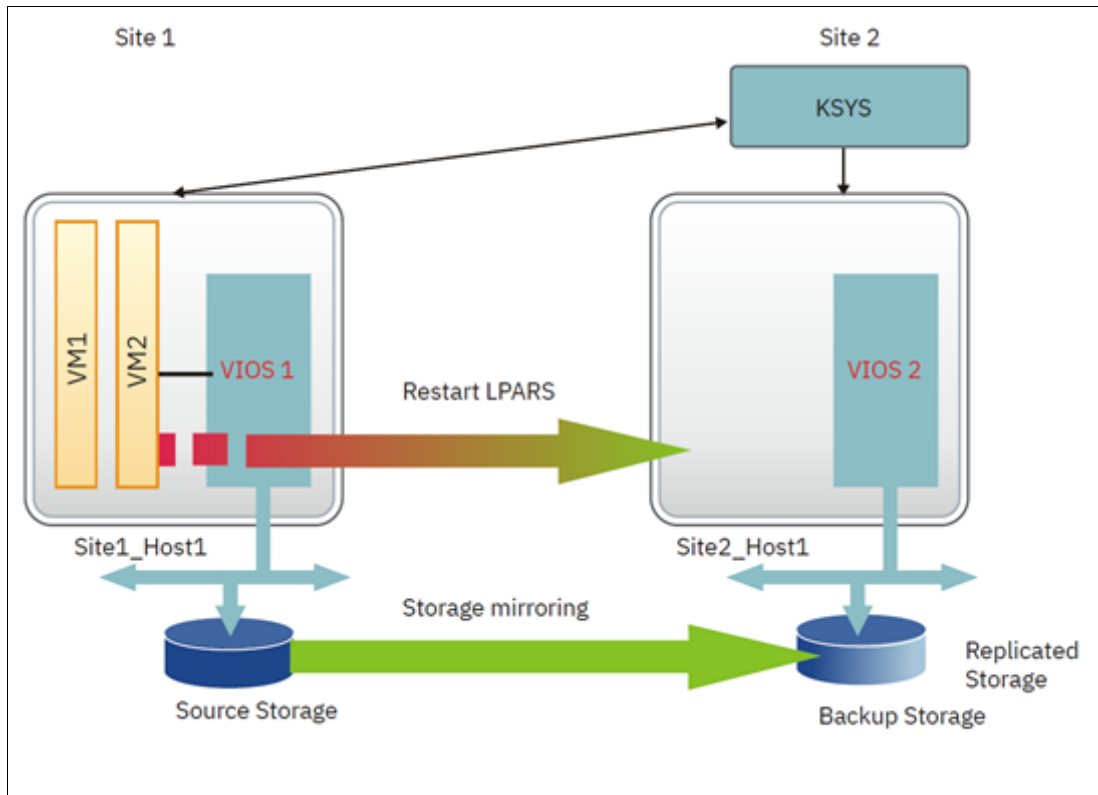 Site 1
Site 2
KSYS
VM1
VM2
VIOS 1
VIOS 2
Restart LPARS
Site1_Host1
Site2_Host1
Storage mirroring
Source Storage
Backup Storage
Replicated
Storage